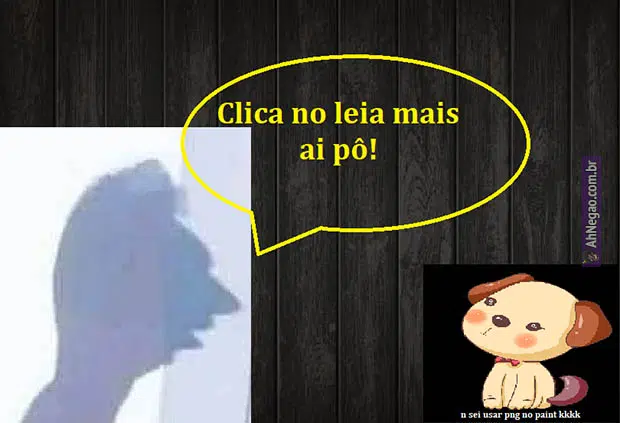 Clica no leia mais
ai pô!
AhNegao.com.br
n sei usar png no paint kkkk